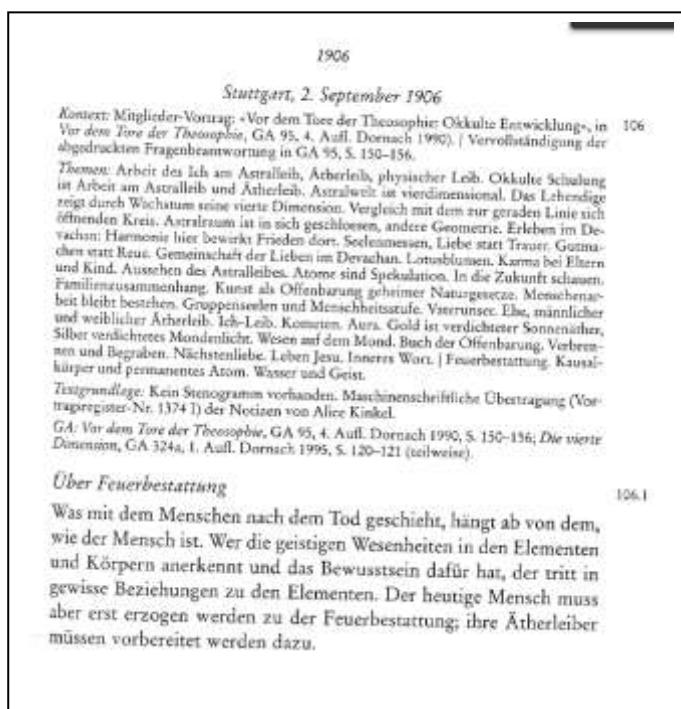 1906
Stuttgart, 2. September 1906
Kontext: Mitglieder-Vortrag: «Vor dem Tore der Theosophie: Okkulte Entwicklung», in 106
Vor dem Tore der Theosophie, GA 95, 4. Aufl. Dornach 1990). | Vervollständigung der
abgedruckten Fragenbeantwortung in GA 95, S. 150–156.
Themen: Arbeit des Ich am Astralleib, Ätherleib, physischer Leib. Okkulte Schulung
ist Arbeit am Astralleib und Ätherleib. Astralwelt ist vierdimensional. Das Lebendige
zeigt durch Wachstum seine vierte Dimension. Vergleich mit dem zur geraden Linie sich
öffnenden Kreis. Astralraum ist in sich geschlossen, andere Geometrie. Erleben im De-
vachan: Harmonie hier bewirkt Frieden dort. Seelenmessen, Liebe statt Trauer. Gutma-
chen statt Reue. Gemeinschaft der Lieben im Devachan. Lotusblumen. Karma bei Eltern
und Kind. Aussehen des Astralleibes. Atome sind Spekulation. In die Zukunft schauen.
Familienzusammenhang. Kunst als Offenbarung geheimer Naturgesetze. Menschenar-
beit bleibt bestehen. Gruppenseelen und Menschheitsstufe. Vaterunser. Ehe, männlicher
und weiblicher Ätherleib. Ich-Leib. Kometen. Aura. Gold ist verdichteter Sonnenäther,
Silber verdichtetes Mondenlicht. Wesen auf dem Mond. Buch der Offenbarung. Verbren-
nen und Begraben. Nächstenliebe. Leben Jesu. Inneres Wort. | Feuerbestattung. Kausal-
körper und permanentes Atom. Wasser und Geist.
Textgrundlage: Kein Stenogramm vorhanden. Maschinenschriftliche Übertragung (Vor-
tragsregister-Nr. 1374 I) der Notizen von Alice Kinkel.
GA: Vor dem Tore der Theosophie, GA 95, 4. Aufl. Dornach 1990, S. 150–156; Die vierte
Dimension, GA 324a, 1. Aufl. Dornach 1995, S. 120–121 (teilweise).
Über Feuerbestattung 106.1
Was mit dem Menschen nach dem Tod geschieht, hängt ab von dem,
wie der Mensch ist. Wer die geistigen Wesenheiten in den Elementen
und Körpern anerkennt und das Bewusstsein dafür hat, der tritt in
gewisse Beziehungen zu den Elementen. Der heutige Mensch muss
aber erst erzogen werden zu der Feuerbestattung; ihre Ätherleiber
müssen vorbereitet werden dazu.